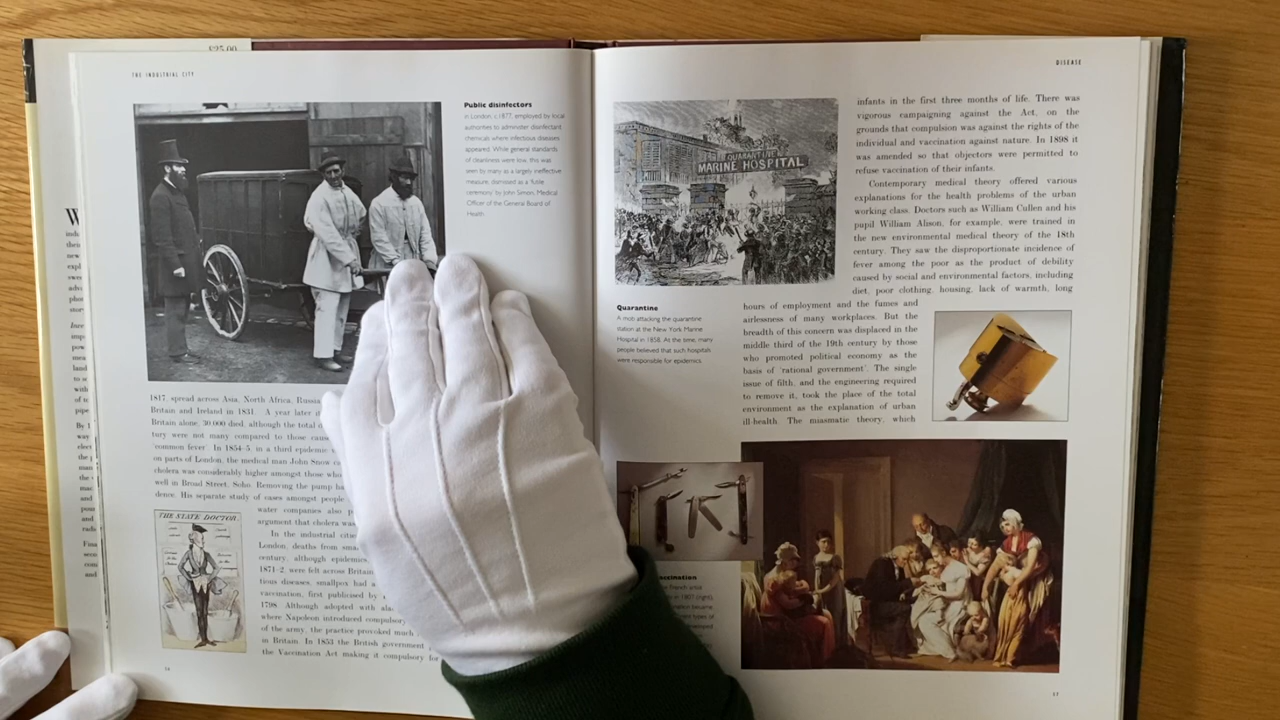 £25.00
THE INDUSTRIAL CITY
Public disinfectors
in London, c.1877, employed by local
authorities to administer disinfectant
chemicals where infectious diseases
appeared. While general standards
of cleanliness were low, this was
seen by many as a largely ineffective
measure, dismissed as a 'futile
ceremony' by John Simon, Medical
Officer of the General Board of
Health.
1817, spread across Asia, North Africa, Russia
Britain and Ireland in 1831. A year later
Britain alone, 30,000 died, although the total
tury were not many compared to those
'common fever'. In 1854-5, in a third epidemic
on parts of London, the medical man John Snow
cholera was considerably higher amongst those who
well in Broad Street, Soho. Removing the pump
dence. His separate study of cases amongst people
water companies also
argument that cholera was
In the industrial
London, deaths from
century, although epidemics,
1871-2, were felt across Britain
tious diseases, smallpox had
vaccination, first publicised by
1798. Although adopted with
where Napoleon introduced compulsory
of the army, the practice provoked much
in Britain. In 1853 the British government
the Vaccination Act making it compulsory for
THE STATE DOCTOR
DISEASE
QUARANTINE
MARINE HOSPITAL
Quarantine
A mob attacking the quarantine
station at the New York Marine
Hospital in 1858. At the time, many
people believed that such hospitals
were responsible for epidemics.
infants in the first three months of life. There was
vigorous campaigning against the Act, on the
grounds that compulsion was against the rights of the
individual and vaccination against nature. In 1898 it
was amended so that objectors were permitted to
refuse vaccination of their infants.
Contemporary medical theory offered various
explanations for the health problems of the urban
working class. Doctors such as William Cullen and his
pupil William Alison, for example, were trained in
the new environmental medical theory of the 18th
century. They saw the disproportionate incidence of
fever among the poor as the product of debility
caused by social and environmental factors, including
diet, poor clothing, housing, lack of warmth, long
hours of employment and the fumes and
airlessness of many workplaces. But the
breadth of this concern was displaced in the
middle third of the 19th century by those
who promoted political economy as the
basis of 'rational government'. The single
issue of filth, and the engineering required
to remove it, took the place of the total
environment as the explanation of urban
ill-health. The miasmatic theory, which
French artist
in 1807 (right).
became
types of
17